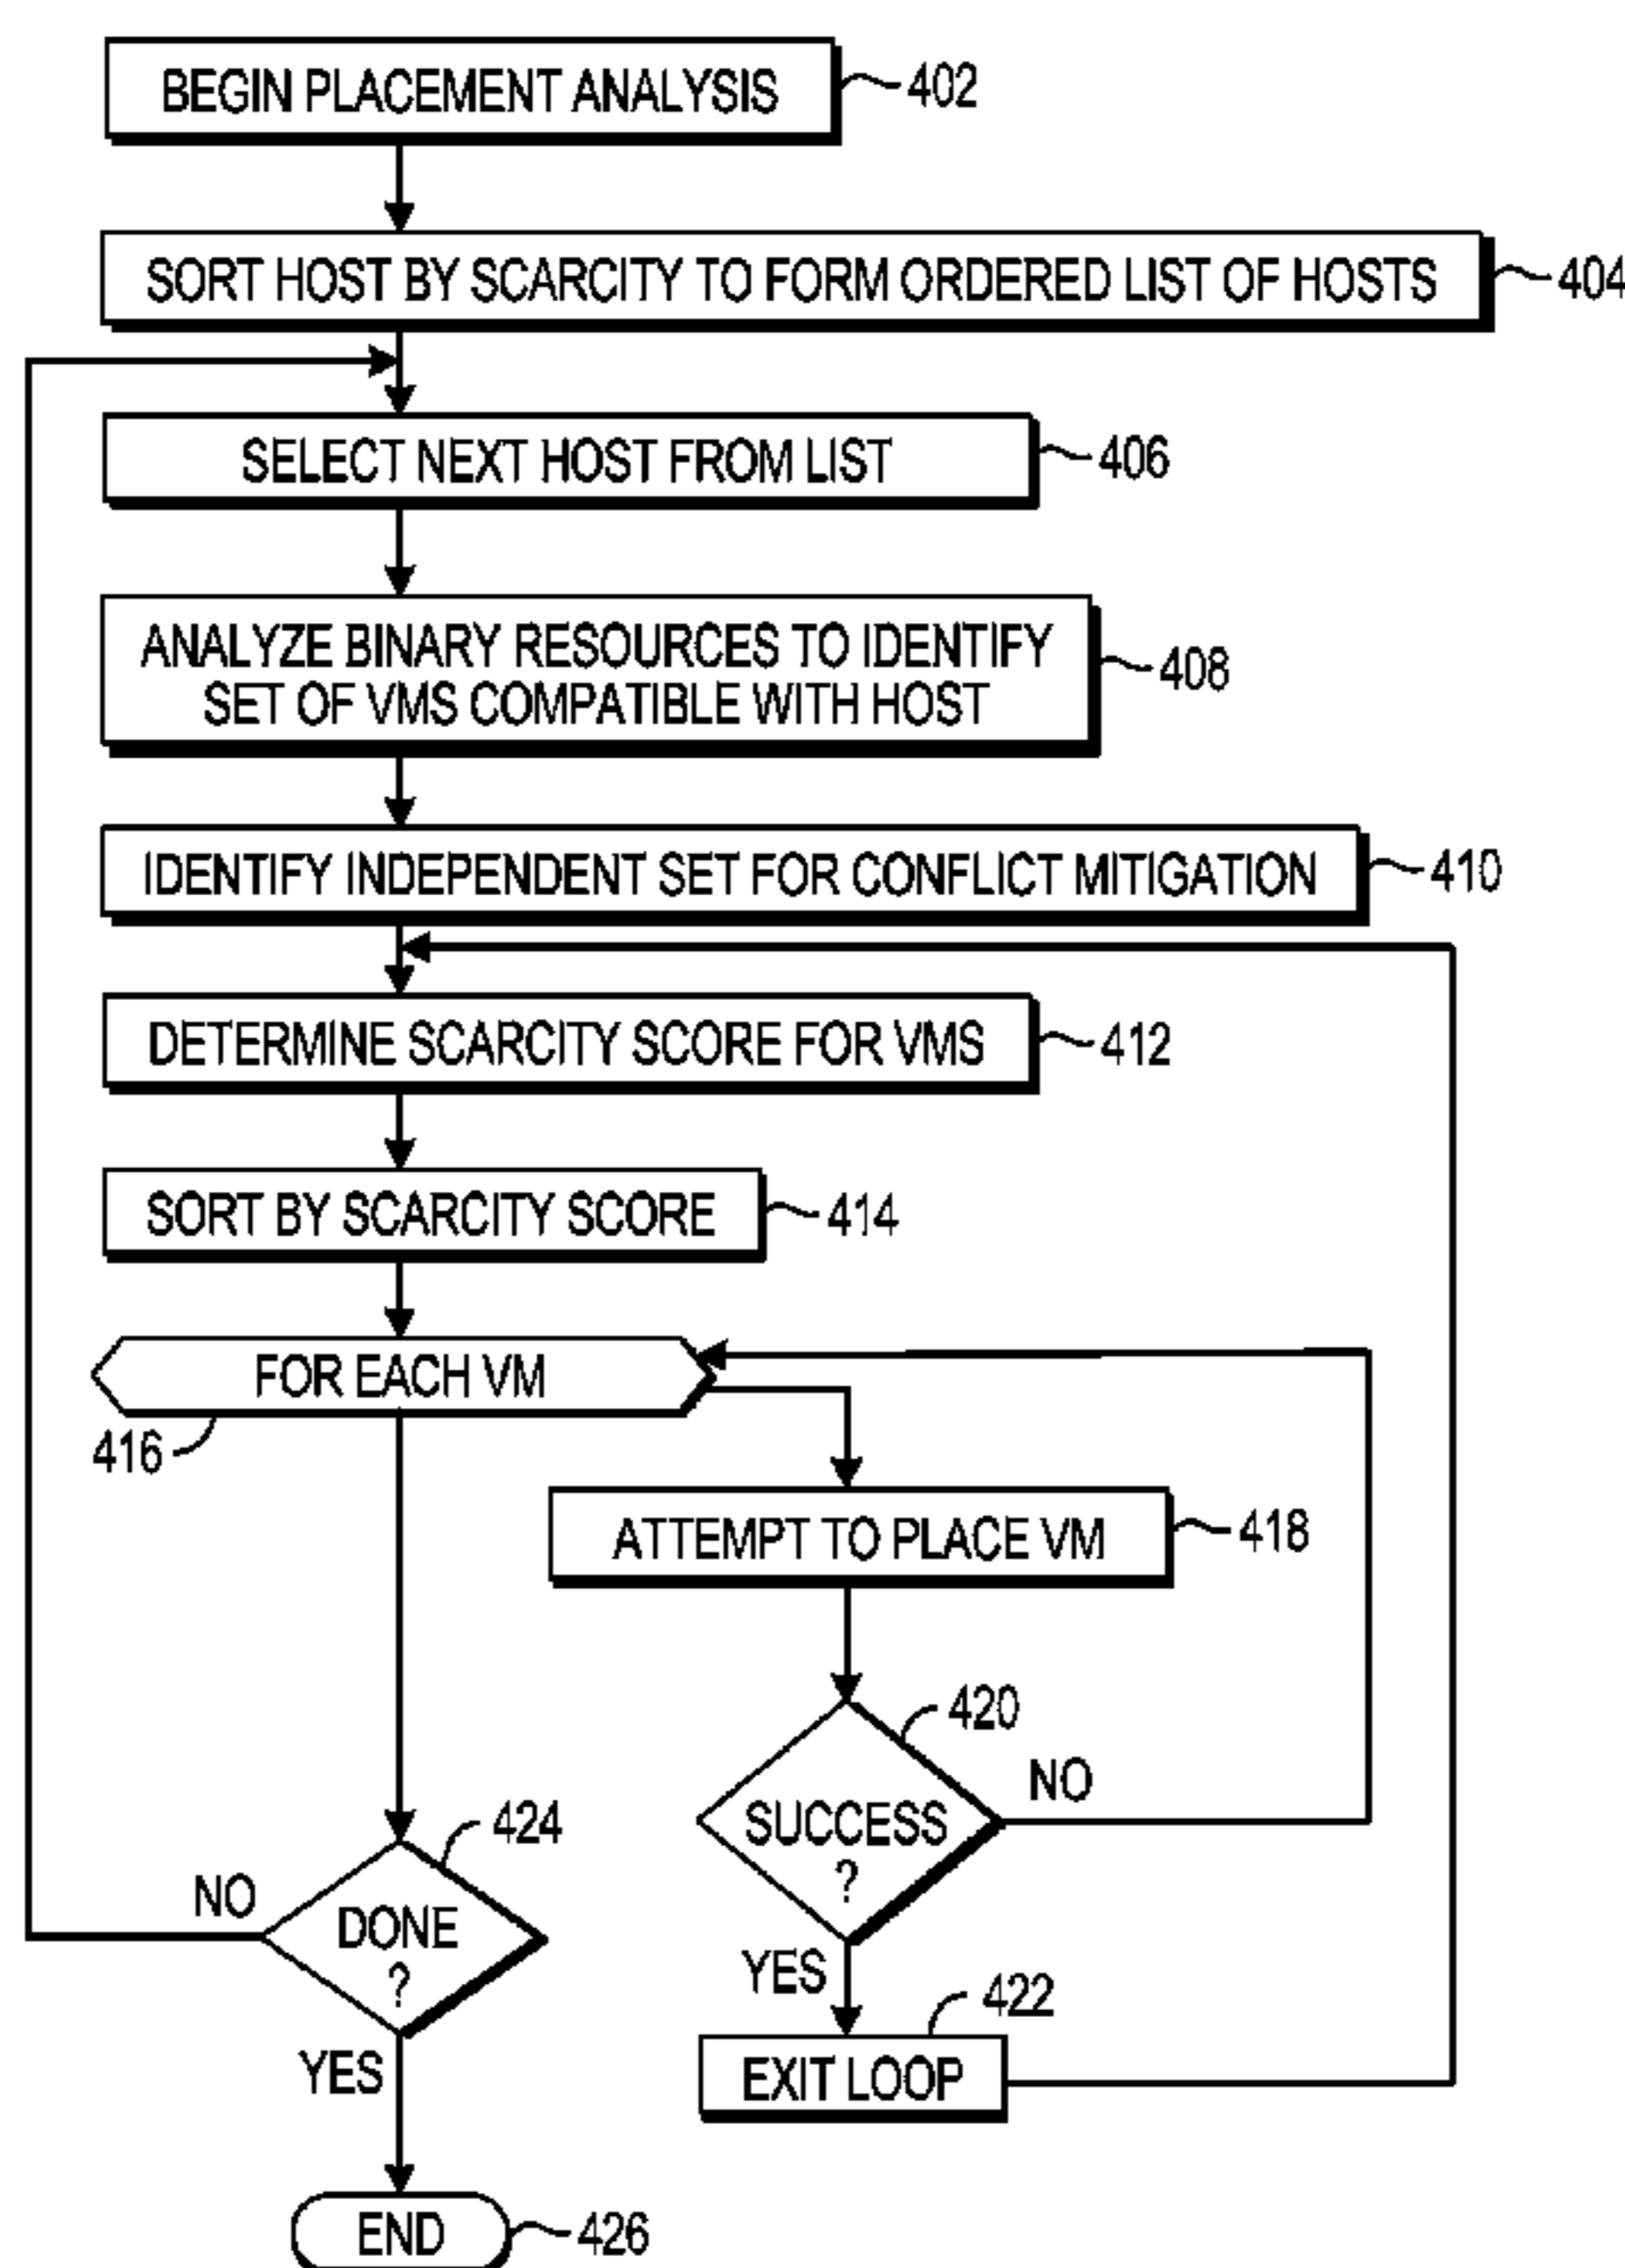 BEGIN PLACEMENT ANALYSIS
402
SORT HOST BY SCARCITY TO FORM ORDERED LIST OF HOSTS
404
SELECT NEXT HOST FROM LIST
406
ANALYZE BINARY RESOURCES TO IDENTIFY
SET OF VMS COMPATIBLE WITH HOST
408
IDENTIFY INDEPENDENT SET FOR CONFLICT MITIGATION
410
DETERMINE SCARCITY SCORE FOR VMS
412
SORT BY SCARCITY SCORE
414
FOR EACH VM
416
ATTEMPT TO PLACE VM
418
420
SUCCESS
?
NO
YES
422
EXIT LOOP
424
NO
DONE
?
YES
END
426